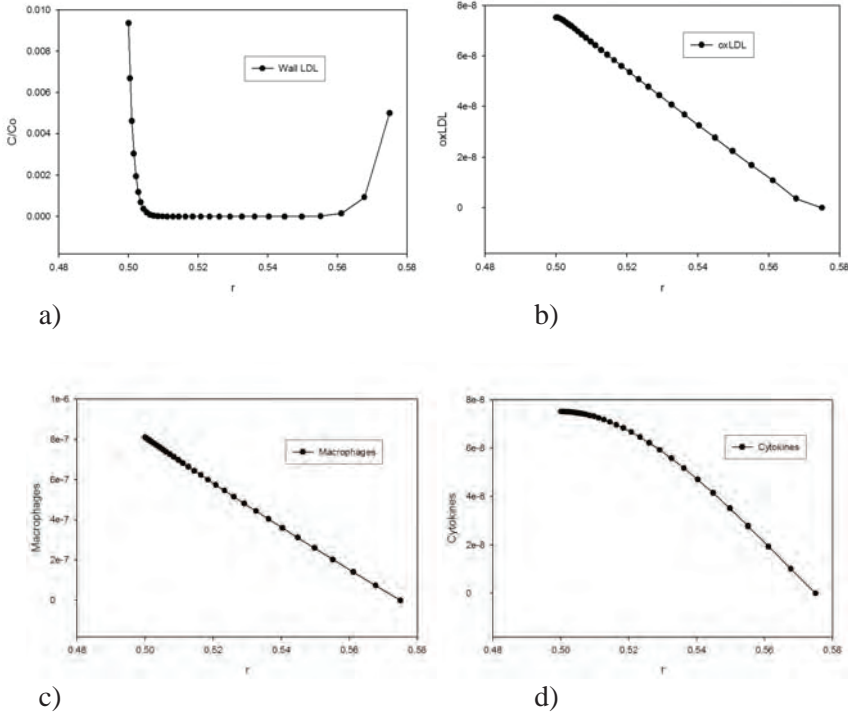 0.010
0.008
0.006
0.004
0.002
0.000
C/Co
Wall LDL
0.48 0.50 0.52 0.54 0.56 0.58
r
a)
8e-8
6e-8
4e-8
2e-8
0
oxLDL
oxLDL
0.48 0.50 0.52 0.54 0.56 0.58
r
b)
1e-6
8e-7
6e-7
4e-7
2e-7
0
Macrophages
Macrophages
0.48 0.50 0.52 0.54 0.56 0.58
r
c)
8e-8
6e-8
4e-8
2e-8
0
Cytokines
Cytokines
0.48 0.50 0.52 0.54 0.56 0.58
r
d)